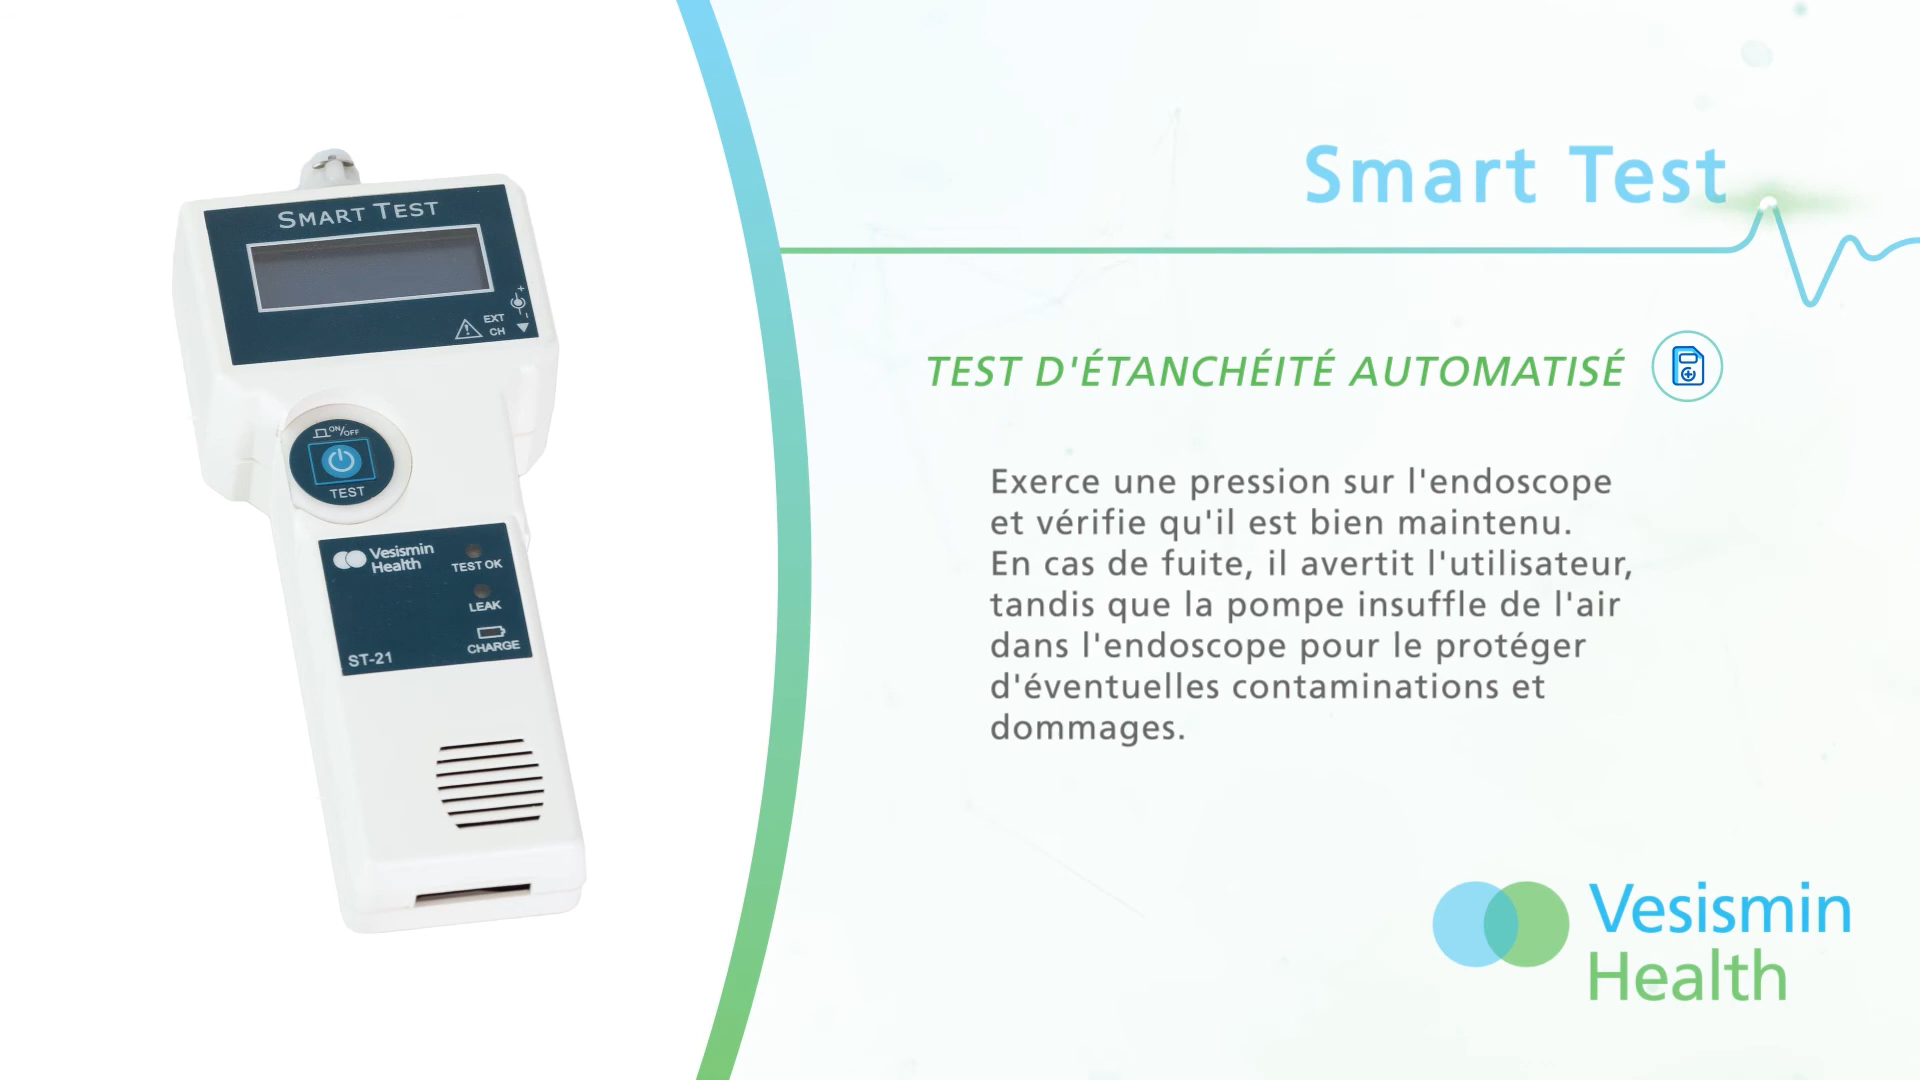 SMART TEST
EXT
CH
ON/OFF
TEST
Vesismin
Health
TEST OK
LEAK
CHARGE
ST-21
Smart Test
TEST D'ÉTANCHÉITÉ AUTOMATISÉ
Exerce une pression sur l'endoscope
et vérifie qu'il est bien maintenu.
En cas de fuite, il avertit l'utilisateur,
tandis que la pompe insuffle de l'air
dans l'endoscope pour le protéger
d'éventuelles contaminations et
dommages.
Vesismin
Health